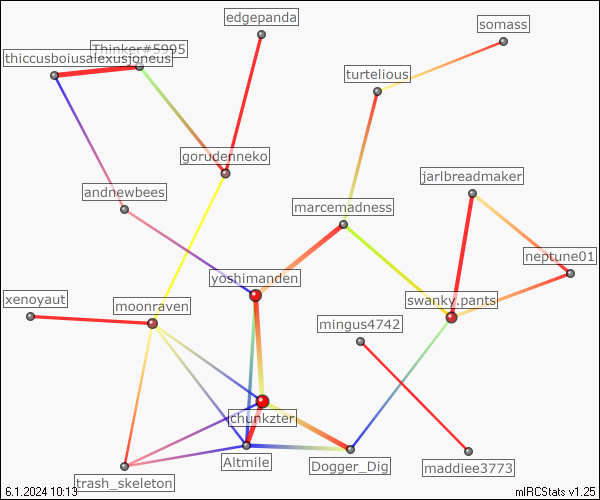 edgepanda
somass
Thinker#5995
thiccusboiusalexusjoneus
turtelious
gorudenneko
jarlbreadmaker
andnewbees
marcemadness
neptune01
yoshimanden
xenoyaut
moonraven
swanky.pants
mingus4742
chunkzter
Altmile
Dogger_Dig
maddiee3773
trash_skeleton
6.1.2024 10:13
mIRCStats v1.25